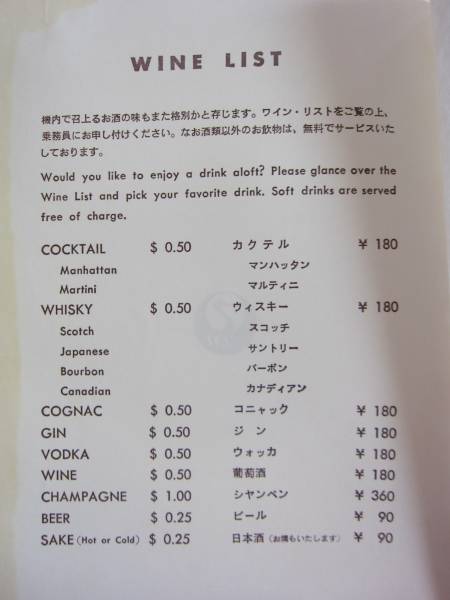 WINE LIST
機内で召上るお酒の味もまた格別かと存じます。ワイン・リストをご覧の上、
乗務員にお申し付けください。なお酒類以外のお飲物は、無料でサービスいた
しております。
Would you like to enjoy a drink aloft? Please glance over the
Wine List and pick your favorite drink. Soft drinks are served
free of charge.
COCKTAIL $ 0.50 カクテル ¥ 180
Manhattan マンハッタン
Martini マルティニ
WHISKY $ 0.50 ウィスキー ¥ 180
Scotch スコッチ
Japanese サントリー
Bourbon バーボン
Canadian カナディアン
COGNAC $ 0.50 コニャック ¥ 180
GIN $ 0.50 ジン ¥ 180
VODKA $ 0.50 ウォッカ ¥ 180
WINE $ 0.50 葡萄酒 ¥ 180
CHAMPAGNE $ 1.00 シャンペン ¥ 360
BEER $ 0.25 ビール ¥ 90
SAKE (Hot or Cold) $ 0.25 日本酒 (お燗もいたします) ¥ 90